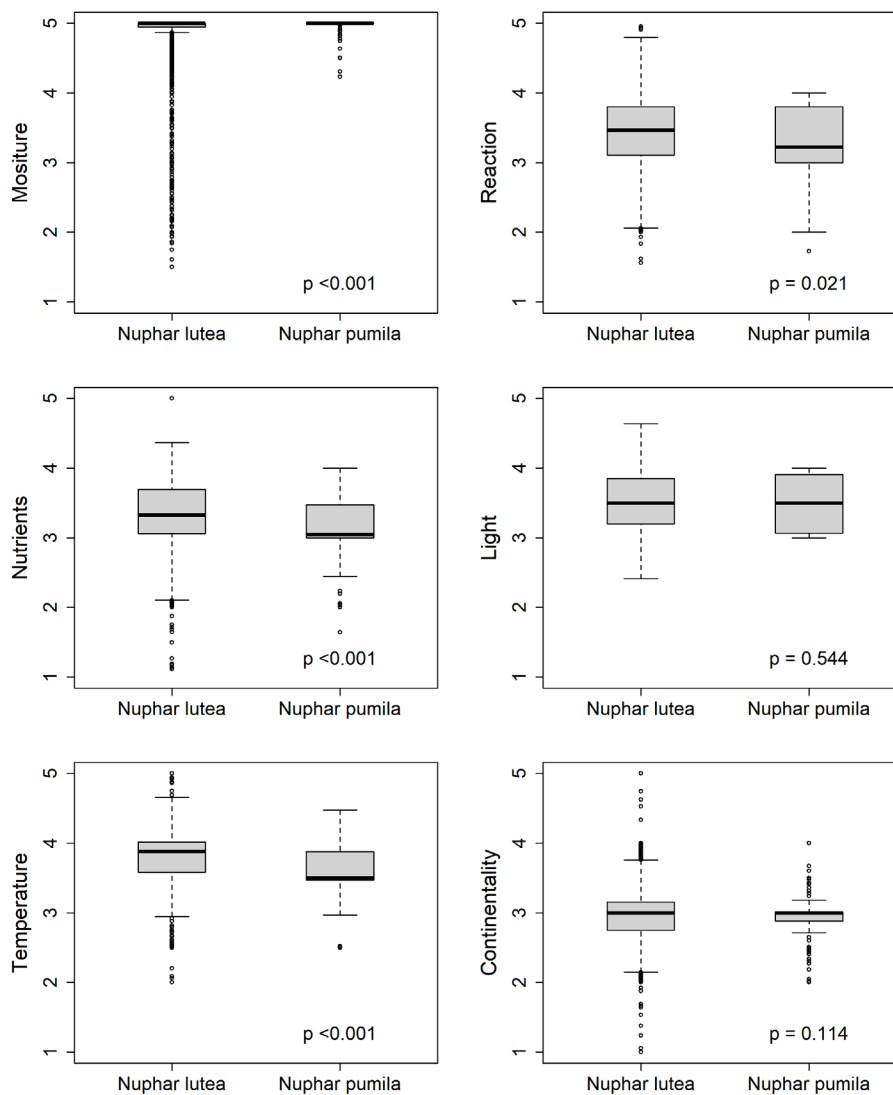 Mositure
5
4
3
2
1
p <0.001
Nuphar lutea
Nuphar pumila
Reaction
5
4
3
2
1
p = 0.021
Nuphar lutea
Nuphar pumila
Nutrients
5
4
3
2
1
p <0.001
Nuphar lutea
Nuphar pumila
Light
5
4
3
2
1
p = 0.544
Nuphar lutea
Nuphar pumila
Temperature
5
4
3
2
1
p <0.001
Nuphar lutea
Nuphar pumila
Continentality
5
4
3
2
1
p = 0.114
Nuphar lutea
Nuphar pumila